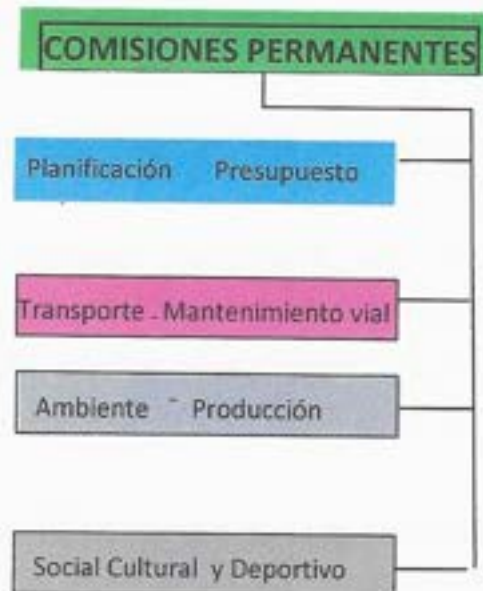 COMISIONES PERMANENTES
Planificación Presupuesto
Transporte - Mantenimiento vial
Ambiente - Producción
Social Cultural y Deportivo